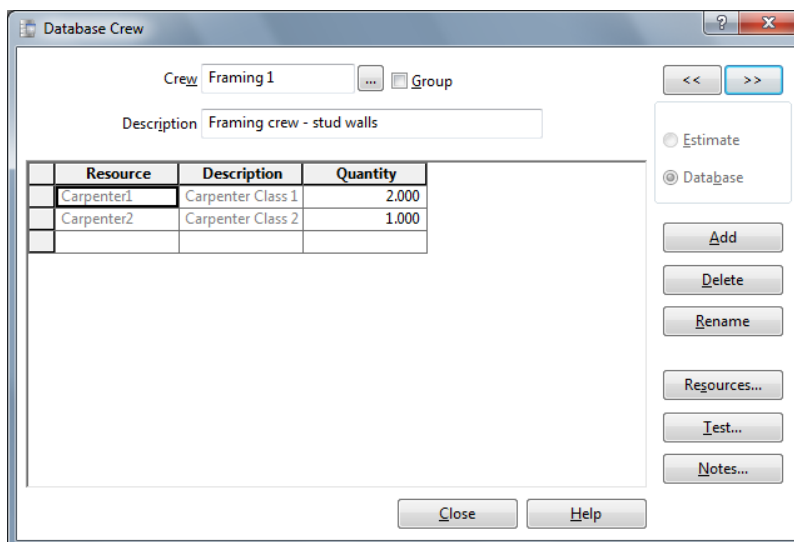 Database Crew
?
X
Crew Framing 1 ... Group
<< >>
Description Framing crew - stud walls
Estimate
Database
Resource Description Quantity
Carpenter1 Carpenter Class 1 2.000
Carpenter2 Carpenter Class 2 1.000
Add
Delete
Rename
Resources...
Test...
Notes...
Close Help